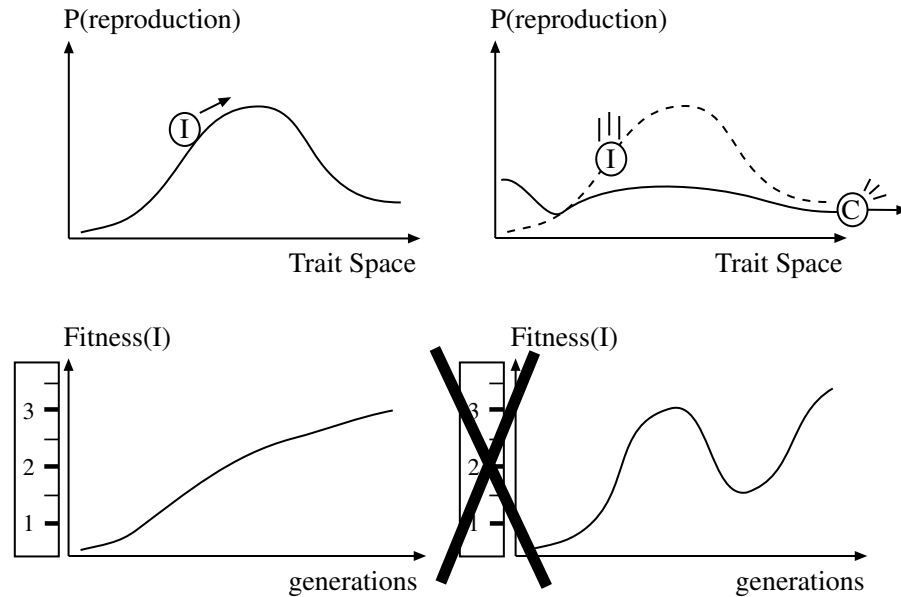 P(reproduction)
I
Trait Space
P(reproduction)
I
C
Trait Space
Fitness(I)
3
2
1
generations
Fitness(I)
3
2
1
generations